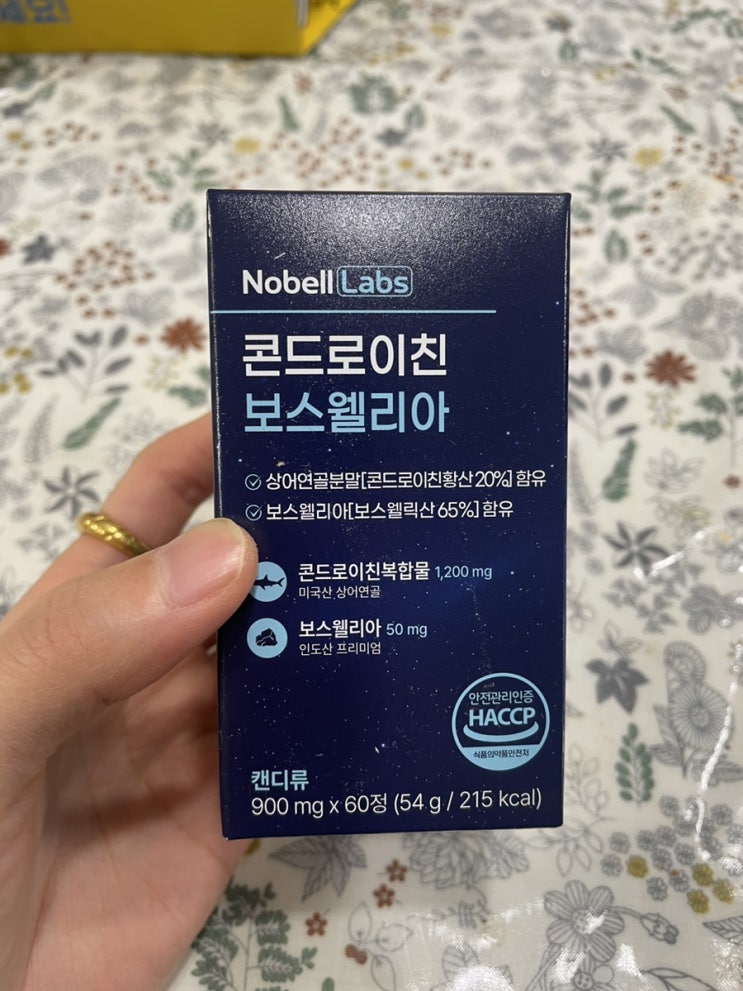 Nobell Labs
콘드로이친
보스웰리아
상어연골분말[콘드로이친황산 20%] 함유
보스웰리아[보스웰릭산 65%] 함유
콘드로이친복합물 1,200 mg
미국산 상어연골
보스웰리아 50 mg
인도산 프리미엄
안전관리인증
HACCP
식품의약품안전처
캔디류
900 mg x 60정 (54 g / 215 kcal)